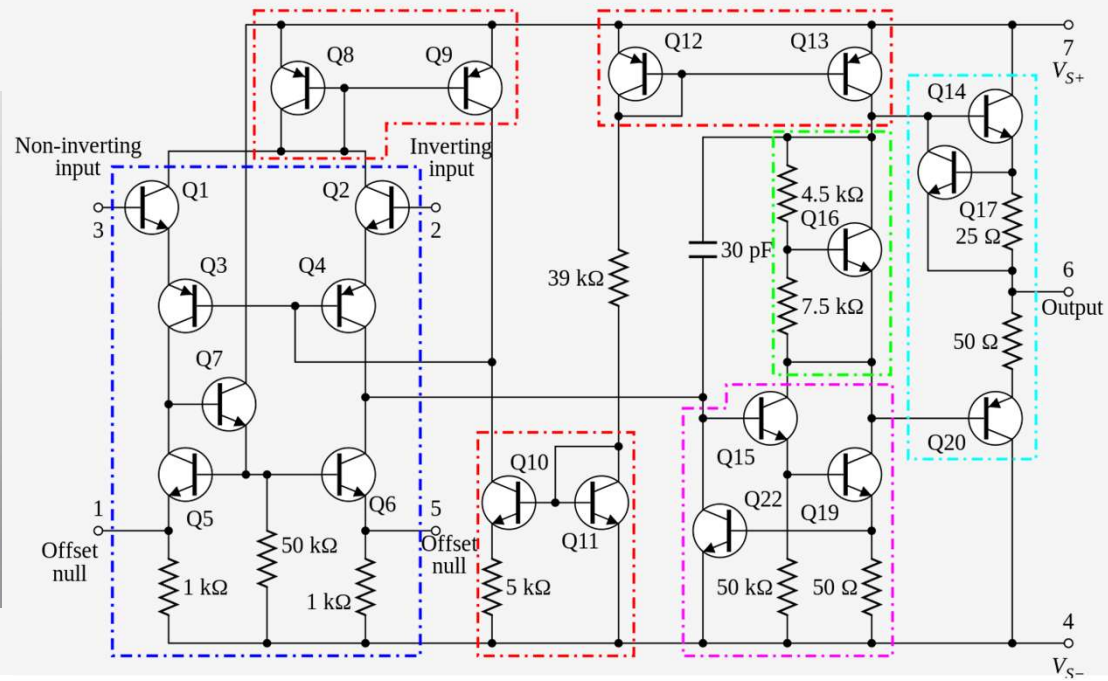 Q8
Q9
Q12
Q13
7
V_S+
Q14
Non-inverting
input
Inverting
input
Q1
Q2
3
2
4.5 kΩ
Q16
Q17
25 Ω
30 pF
Q3
Q4
39 kΩ
7.5 kΩ
6
Output
50 Ω
Q7
Q15
Q20
Q10
Q5
Q6
Q22
Q19
Q11
1
5
Offset
null
Offset
null
50 kΩ
1 kΩ
1 kΩ
5 kΩ
50 kΩ
50 Ω
4
V_S−